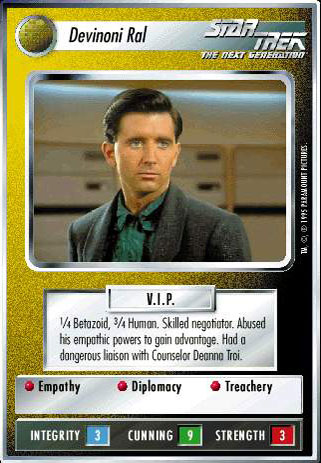 Devinoni Ral
STAR TREK
THE NEXT GENERATION
TM, ©, ® 1995 PARAMOUNT PICTURES.
V.I.P.
¼ Betazoid, ¾ Human. Skilled negotiator. Abused
his empathic powers to gain advantage. Had a
dangerous liaison with Counselor Deanna Troi.
Empathy Diplomacy Treachery
INTEGRITY 3 CUNNING 9 STRENGTH 3